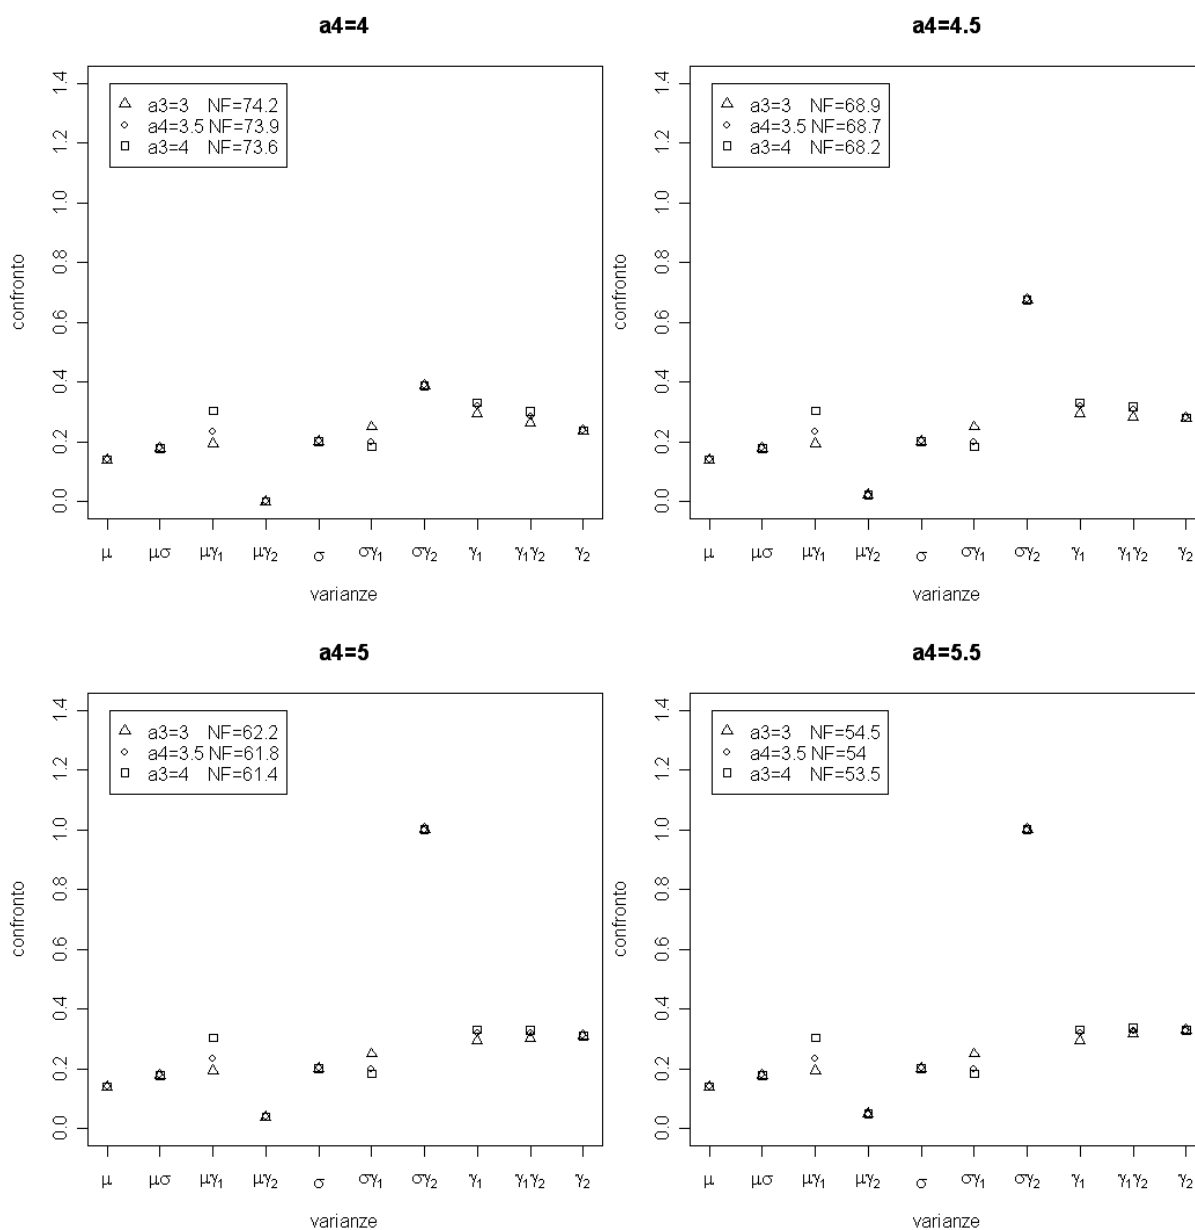 a4=4
a3=3 NF=74.2
a4=3.5 NF=73.9
a3=4 NF=73.6
confronto
1.4
1.2
1.0
0.8
0.6
0.4
0.2
0.0
μ μσ μγ₁ μγ₂ σ σγ₁ σγ₂ γ₁ γ₁γ₂ γ₂
varianze
a4=4.5
a3=3 NF=68.9
a4=3.5 NF=68.7
a3=4 NF=68.2
confronto
1.4
1.2
1.0
0.8
0.6
0.4
0.2
0.0
μ μσ μγ₁ μγ₂ σ σγ₁ σγ₂ γ₁ γ₁γ₂ γ₂
varianze
a4=5
a3=3 NF=62.2
a4=3.5 NF=61.8
a3=4 NF=61.4
confronto
1.4
1.2
1.0
0.8
0.6
0.4
0.2
0.0
μ μσ μγ₁ μγ₂ σ σγ₁ σγ₂ γ₁ γ₁γ₂ γ₂
varianze
a4=5.5
a3=3 NF=54.5
a4=3.5 NF=54
a3=4 NF=53.5
confronto
1.4
1.2
1.0
0.8
0.6
0.4
0.2
0.0
μ μσ μγ₁ μγ₂ σ σγ₁ σγ₂ γ₁ γ₁γ₂ γ₂
varianze